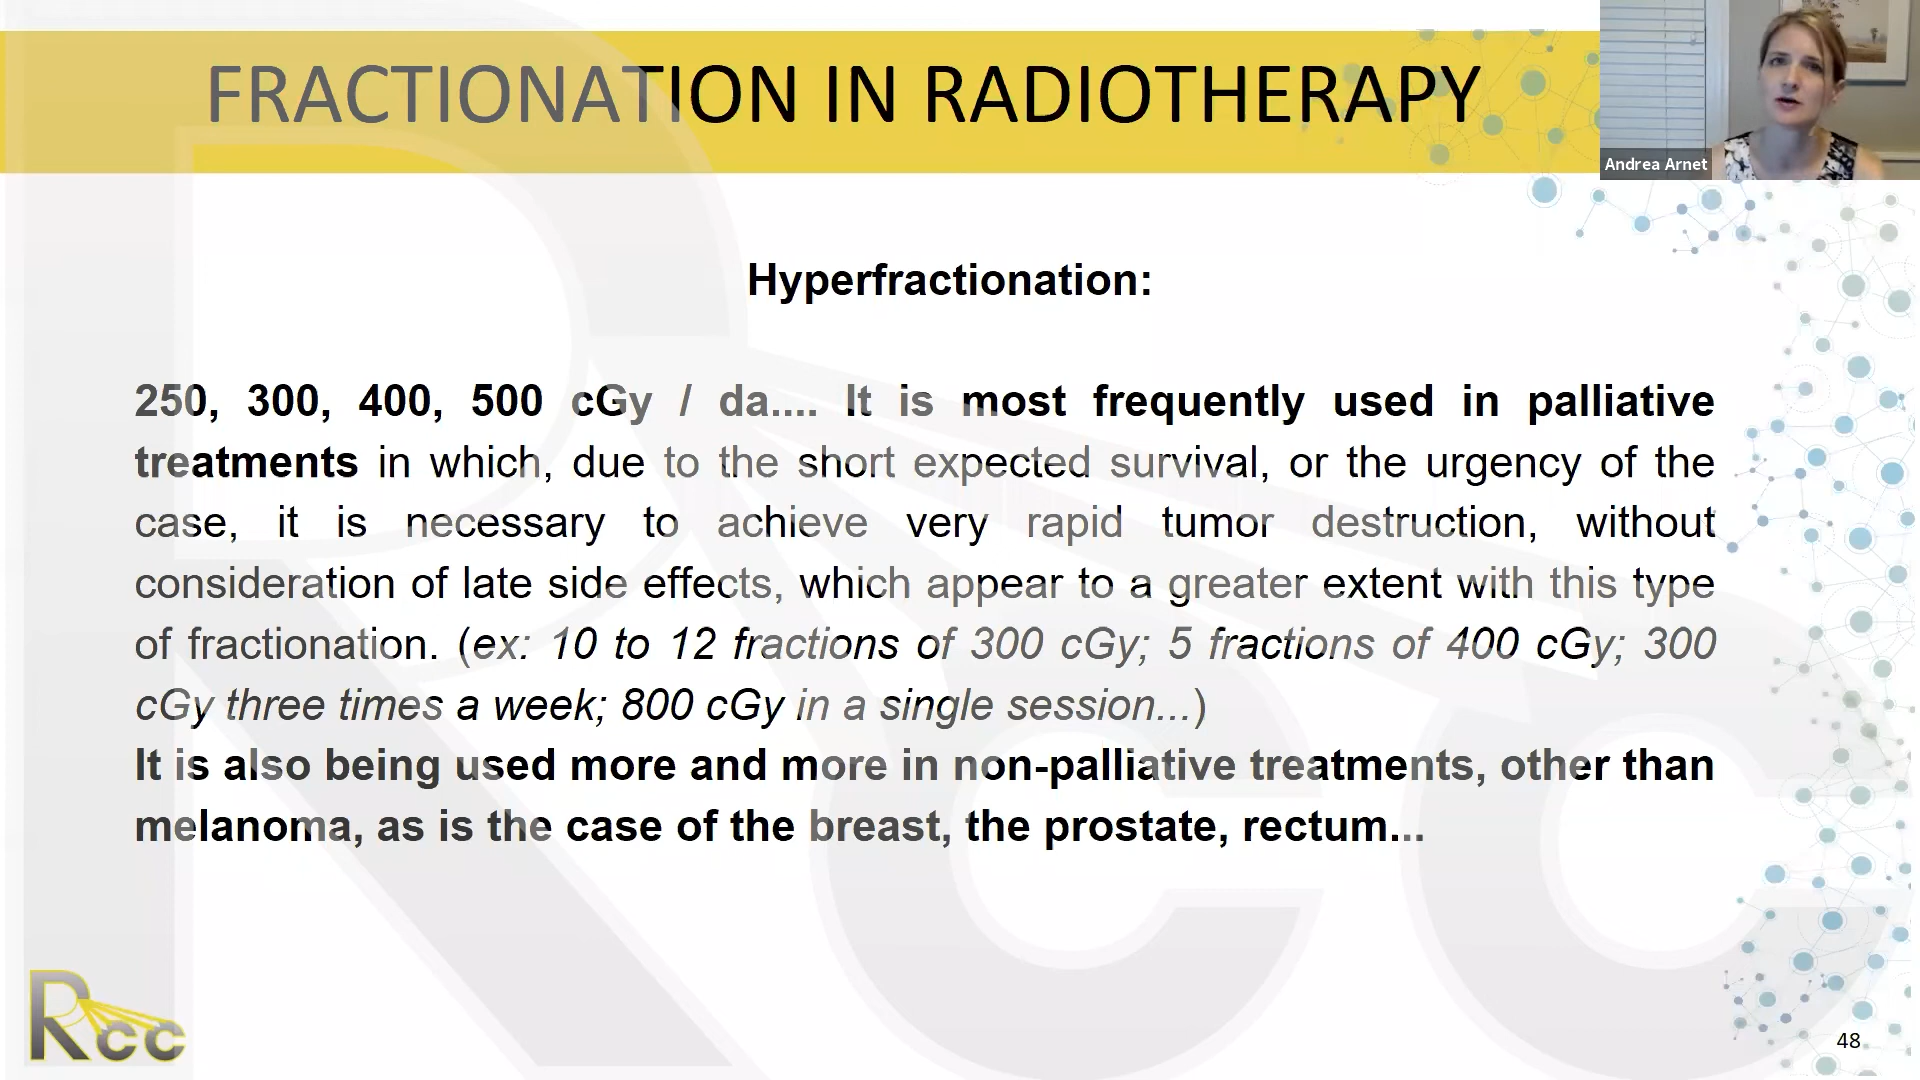 FRACTIONATION IN RADIOTHERAPY
Andrea Arnet
Hyperfractionation:
250, 300, 400, 500 cGy / da.... It is most frequently used in palliative
treatments in which, due to the short expected survival, or the urgency of the
case, it is necessary to achieve very rapid tumor destruction, without
consideration of late side effects, which appear to a greater extent with this type
of fractionation. (ex: 10 to 12 fractions of 300 cGy; 5 fractions of 400 cGy; 300
cGy three times a week; 800 cGy in a single session...)
It is also being used more and more in non-palliative treatments, other than
melanoma, as is the case of the breast, the prostate, rectum...
Rcc
48